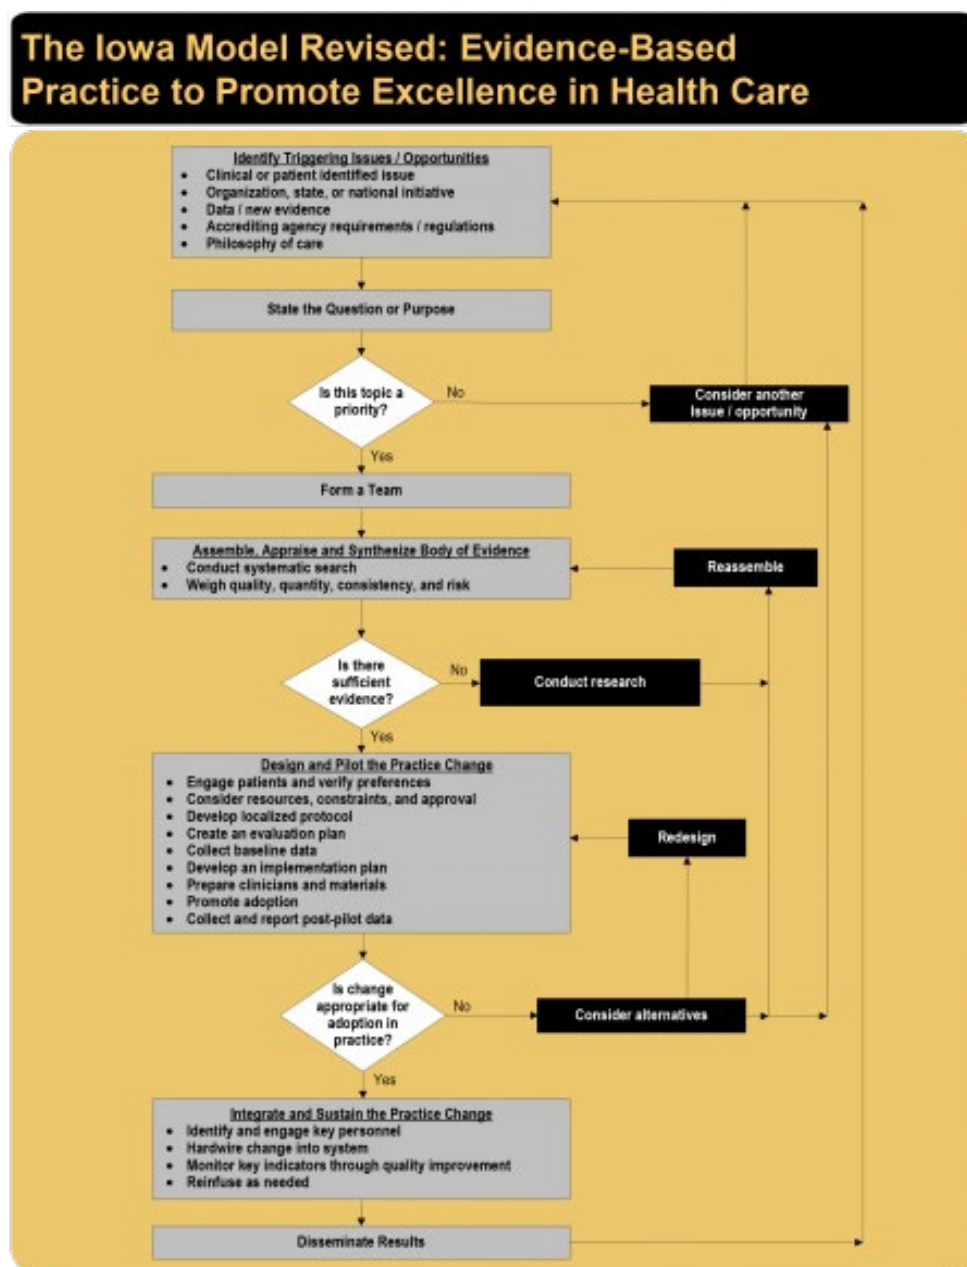 The Iowa Model Revised: Evidence-Based
Practice to Promote Excellence in Health Care
Identify Triggering Issues / Opportunities
• Clinical or patient identified issue
• Organization, state, or national initiative
• Data / new evidence
• Accrediting agency requirements / regulations
• Philosophy of care
State the Question or Purpose
Is this topic a
priority?
No
Consider another
Issue / opportunity
Yes
Form a Team
Assemble, Appraise and Synthesize Body of Evidence
• Conduct systematic search
• Weigh quality, quantity, consistency, and risk
Reassemble
Is there
sufficient
evidence?
No
Conduct research
Yes
Design and Pilot the Practice Change
• Engage patients and verify preferences
• Consider resources, constraints, and approval
• Develop localized protocol
• Create an evaluation plan
• Collect baseline data
• Develop an implementation plan
• Prepare clinicians and materials
• Promote adoption
• Collect and report post-pilot data
Redesign
Is change
appropriate for
adoption in
practice?
No
Consider alternatives
Yes
Integrate and Sustain the Practice Change
• Identify and engage key personnel
• Hardwire change into system
• Monitor key indicators through quality improvement
• Reinfuse as needed
Disseminate Results